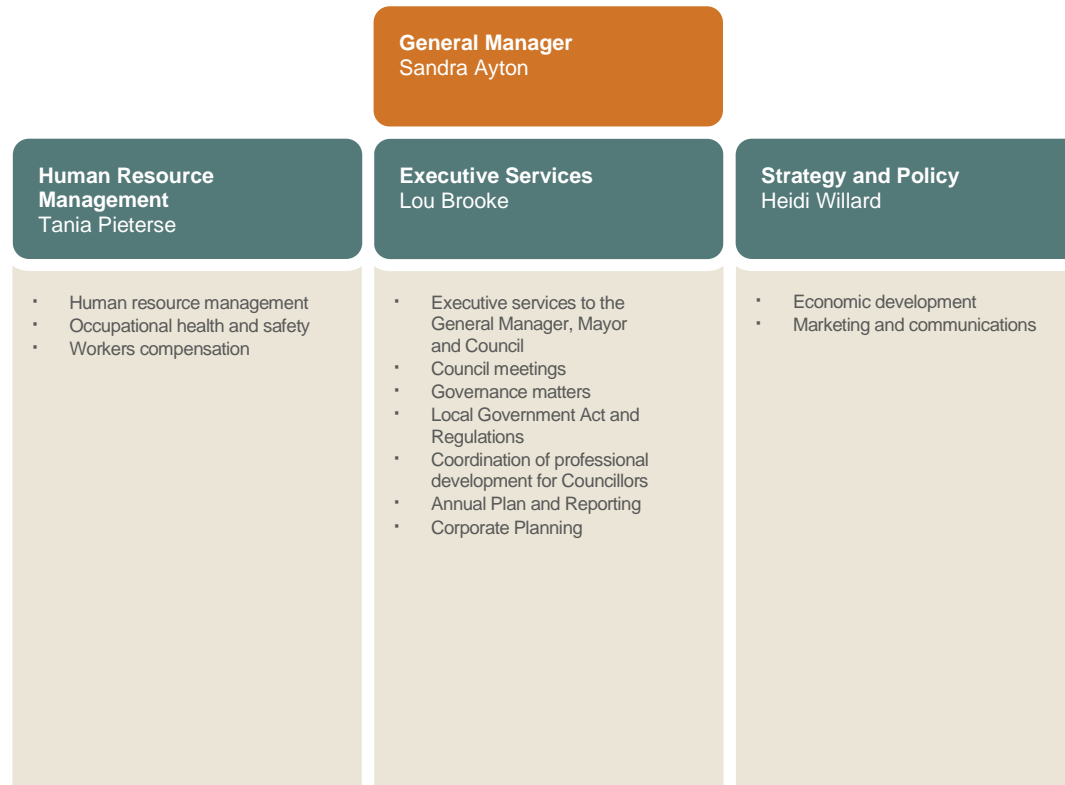 General Manager
Sandra Ayton
Human Resource
Management
Tania Pieterse
· Human resource management
· Occupational health and safety
· Workers compensation
Executive Services
Lou Brooke
· Executive services to the
General Manager, Mayor
and Council
· Council meetings
· Governance matters
· Local Government Act and
Regulations
· Coordination of professional
development for Councillors
· Annual Plan and Reporting
· Corporate Planning
Strategy and Policy
Heidi Willard
· Economic development
· Marketing and communications